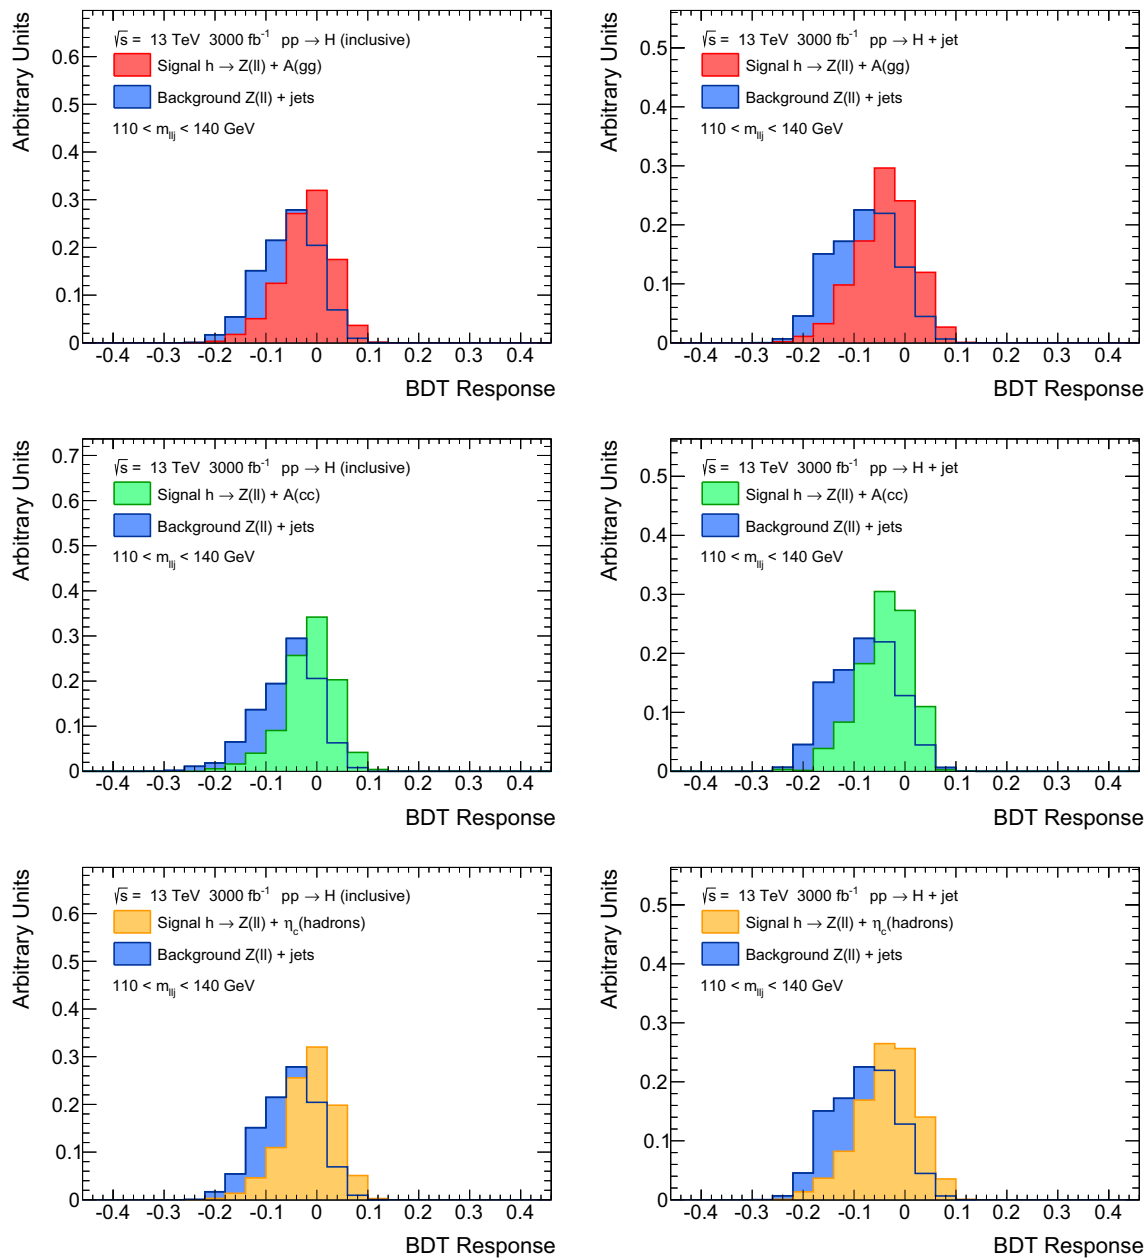 Arbitrary Units
0.6
0.5
0.4
0.3
0.2
0.1
0
√s = 13 TeV 3000 fb⁻¹ pp → H (inclusive)
Signal h → Z(ll) + A(gg)
Background Z(ll) + jets
110 < m_llj < 140 GeV
-0.4 -0.3 -0.2 -0.1 0 0.1 0.2 0.3 0.4
BDT Response
Arbitrary Units
0.5
0.4
0.3
0.2
0.1
0
√s = 13 TeV 3000 fb⁻¹ pp → H + jet
Signal h → Z(ll) + A(gg)
Background Z(ll) + jets
110 < m_llj < 140 GeV
-0.4 -0.3 -0.2 -0.1 0 0.1 0.2 0.3 0.4
BDT Response
Arbitrary Units
0.7
0.6
0.5
0.4
0.3
0.2
0.1
0
√s = 13 TeV 3000 fb⁻¹ pp → H (inclusive)
Signal h → Z(ll) + A(cc)
Background Z(ll) + jets
110 < m_llj < 140 GeV
-0.4 -0.3 -0.2 -0.1 0 0.1 0.2 0.3 0.4
BDT Response
Arbitrary Units
0.5
0.4
0.3
0.2
0.1
0
√s = 13 TeV 3000 fb⁻¹ pp → H + jet
Signal h → Z(ll) + A(cc)
Background Z(ll) + jets
110 < m_llj < 140 GeV
-0.4 -0.3 -0.2 -0.1 0 0.1 0.2 0.3 0.4
BDT Response
Arbitrary Units
0.6
0.5
0.4
0.3
0.2
0.1
0
√s = 13 TeV 3000 fb⁻¹ pp → H (inclusive)
Signal h → Z(ll) + η_c(hadrons)
Background Z(ll) + jets
110 < m_llj < 140 GeV
-0.4 -0.3 -0.2 -0.1 0 0.1 0.2 0.3 0.4
BDT Response
Arbitrary Units
0.5
0.4
0.3
0.2
0.1
0
√s = 13 TeV 3000 fb⁻¹ pp → H + jet
Signal h → Z(ll) + η_c(hadrons)
Background Z(ll) + jets
110 < m_llj < 140 GeV
-0.4 -0.3 -0.2 -0.1 0 0.1 0.2 0.3 0.4
BDT Response